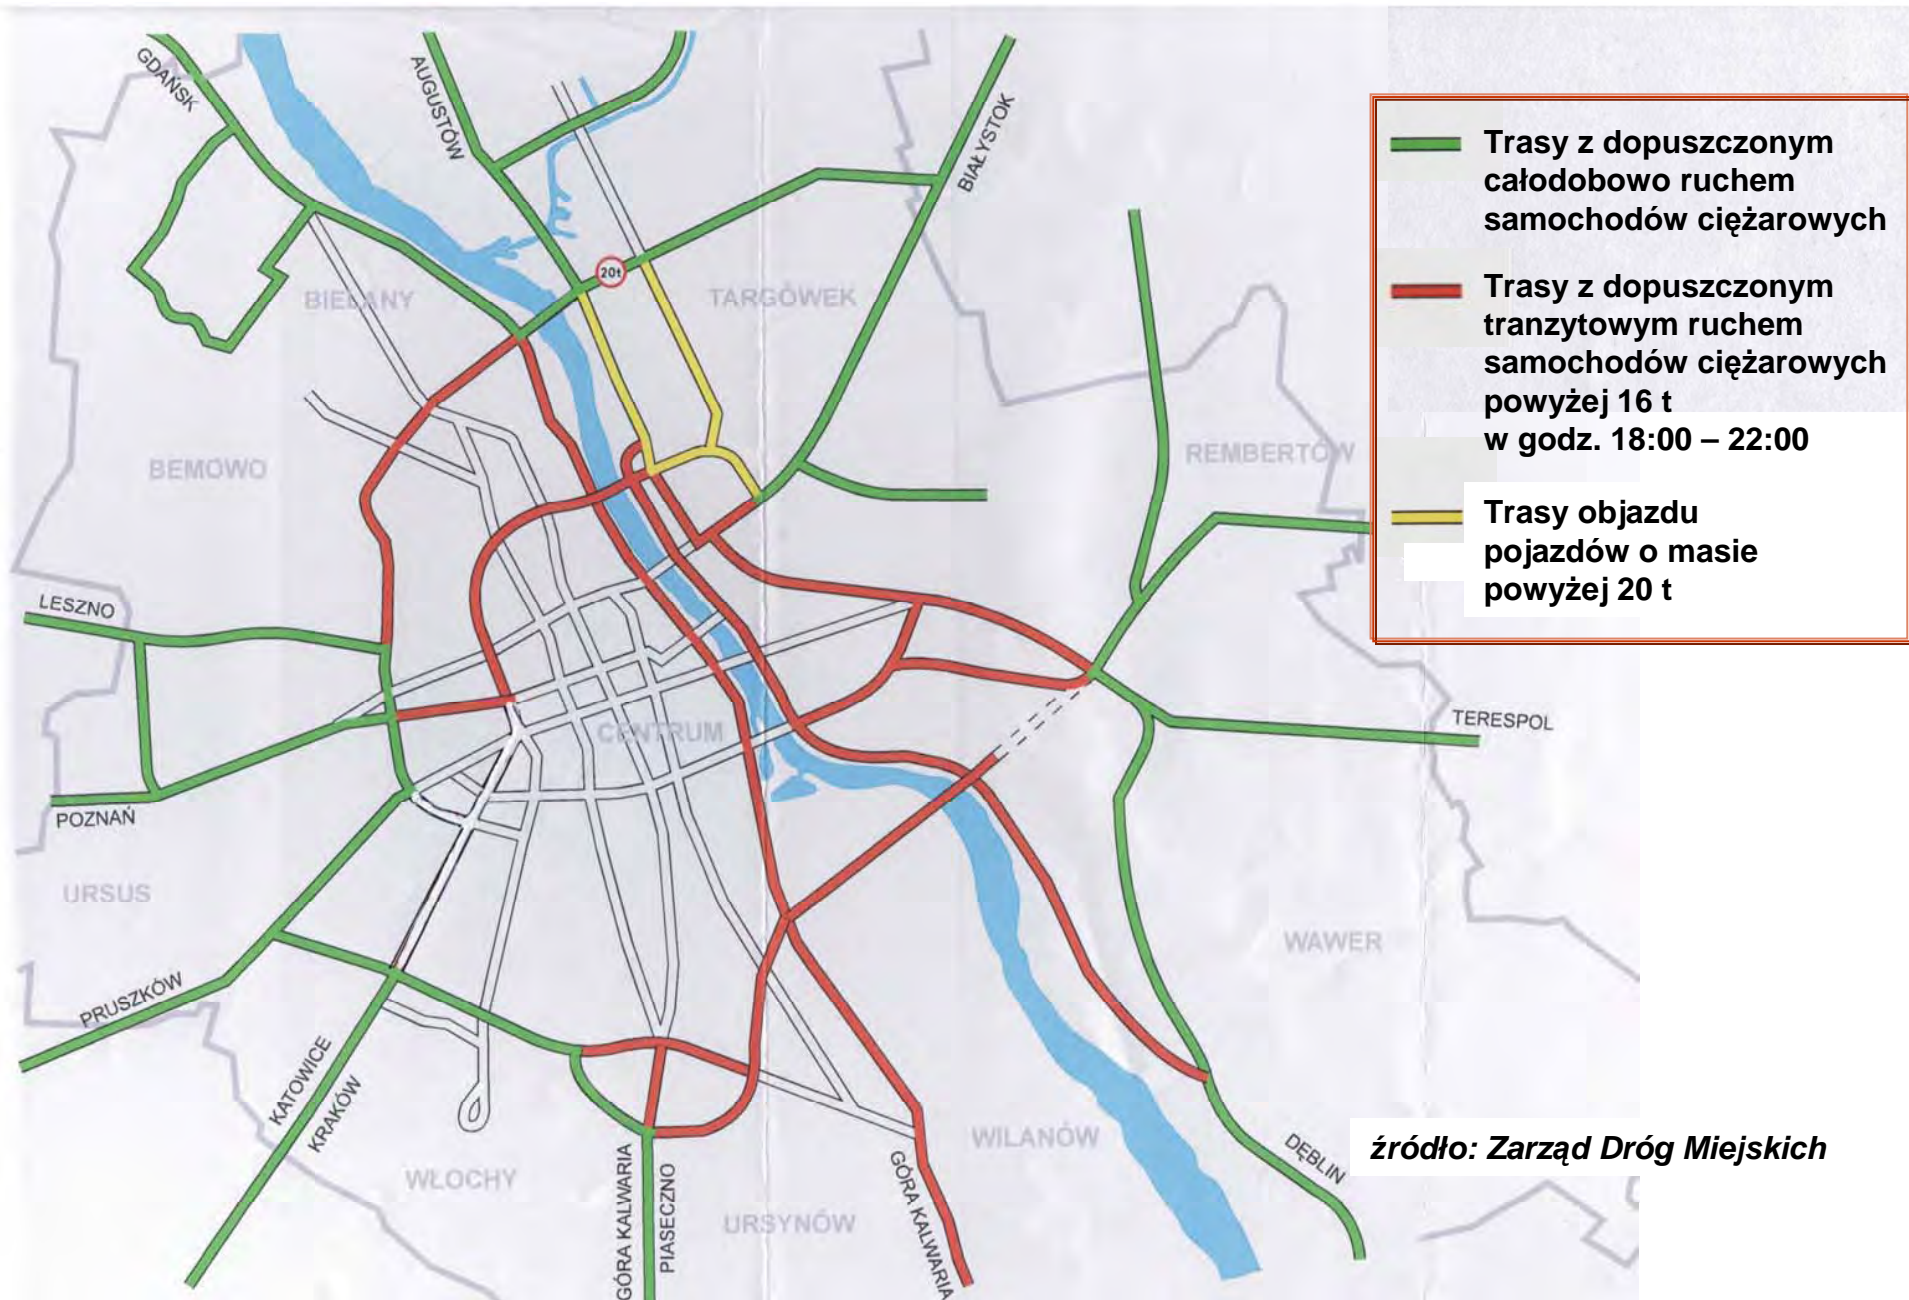 GDAŃSK
AUGUSTÓW
BIAŁYSTOK
20t
BIELANY
TARGÓWEK
BEMOWO
REMBERTÓW
LESZNO
CENTRUM
TERESPOL
POZNAŃ
URSUS
WAWER
PRUSZKÓW
KATOWICE
KRAKÓW
WŁOCHY
GÓRA KALWARIA
PIASECZNO
URSYNÓW
GÓRA KALWARIA
WILANÓW
DĘBLIN
Trasy z dopuszczonym
całodobowo ruchem
samochodów ciężarowych
Trasy z dopuszczonym
tranzytowym ruchem
samochodów ciężarowych
powyżej 16 t
w godz. 18:00 – 22:00
Trasy objazdu
pojazdów o masie
powyżej 20 t
źródło: Zarząd Dróg Miejskich